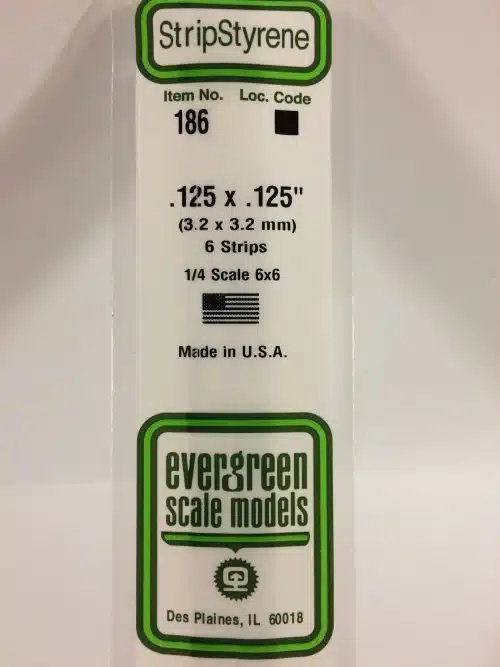 StripStyrene
Item No. Loc. Code
186
.125 x .125"
(3.2 x 3.2 mm)
6 Strips
1/4 Scale 6x6
Made in U.S.A.
evergreen
scale models
Des Plaines, IL 60018